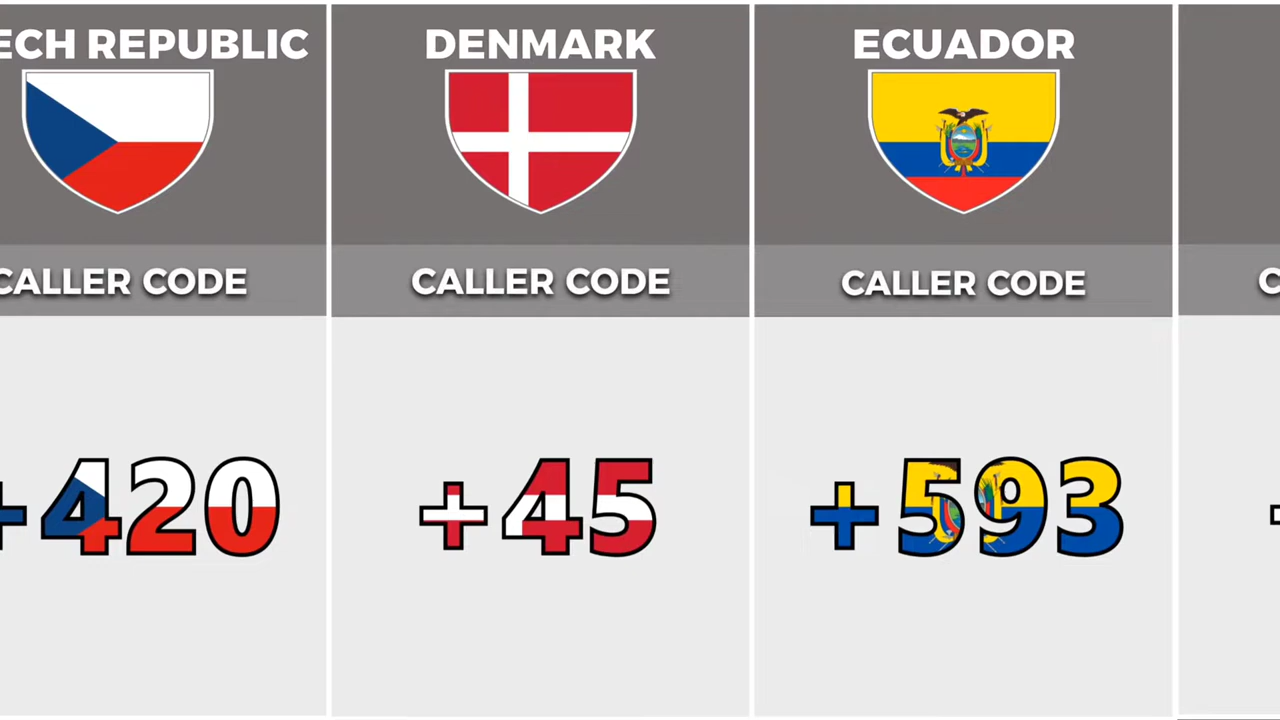 ECH REPUBLIC
CALLER CODE
+420
DENMARK
CALLER CODE
+45
ECUADOR
CALLER CODE
+593
C